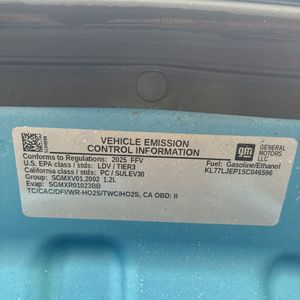 VEHICLE EMISSION
CONTROL INFORMATION
gm GENERAL
MOTORS
LLC
Conforms to Regulations: 2025 FFV
Fuel: Gasoline/Ethanol
U.S. EPA class / stds: LDV / TIER3
KL77LJEP1SC046596
California class / stds: PC / SULEV30
Group: SGMXV01.2002 1.2L
Evap: SGMXR01023BB
TC/CAC/DFI/WR-HO2S/TWC/HO2S, CA OBD: II